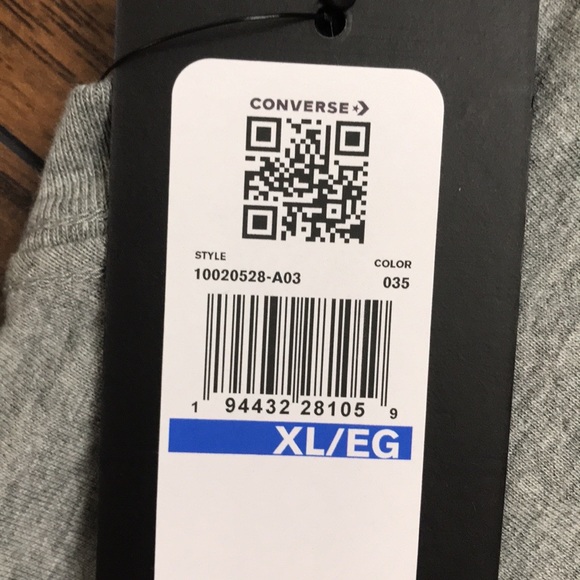 CONVERSE
STYLE COLOR
10020528-A03 035
1 94432 28105 9
XL/EG